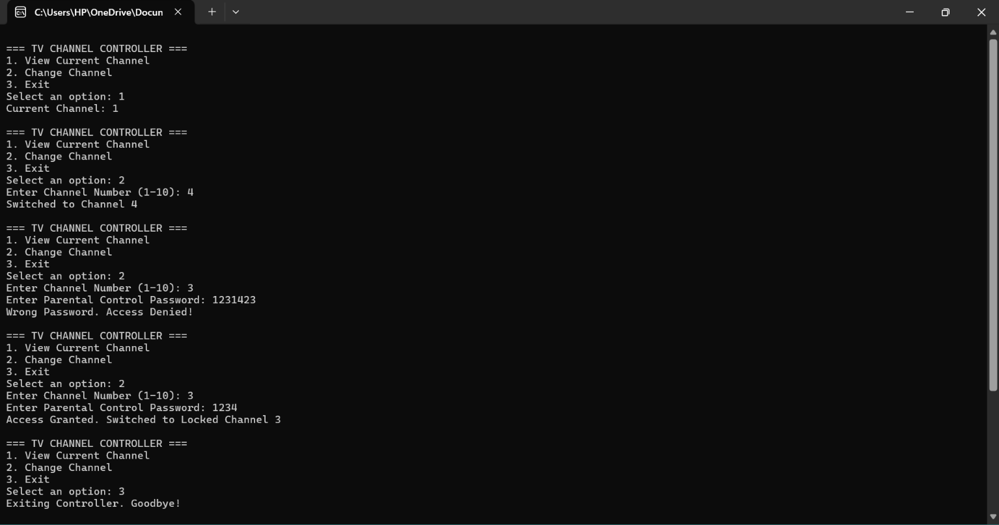 C:\Users\HP\OneDrive\Docun
=== TV CHANNEL CONTROLLER ===
1. View Current Channel
2. Change Channel
3. Exit
Select an option: 1
Current Channel: 1
=== TV CHANNEL CONTROLLER ===
1. View Current Channel
2. Change Channel
3. Exit
Select an option: 2
Enter Channel Number (1-10): 4
Switched to Channel 4
=== TV CHANNEL CONTROLLER ===
1. View Current Channel
2. Change Channel
3. Exit
Select an option: 2
Enter Channel Number (1-10): 3
Enter Parental Control Password: 1231423
Wrong Password. Access Denied!
=== TV CHANNEL CONTROLLER ===
1. View Current Channel
2. Change Channel
3. Exit
Select an option: 2
Enter Channel Number (1-10): 3
Enter Parental Control Password: 1234
Access Granted. Switched to Locked Channel 3
=== TV CHANNEL CONTROLLER ===
1. View Current Channel
2. Change Channel
3. Exit
Select an option: 3
Exiting Controller. Goodbye!